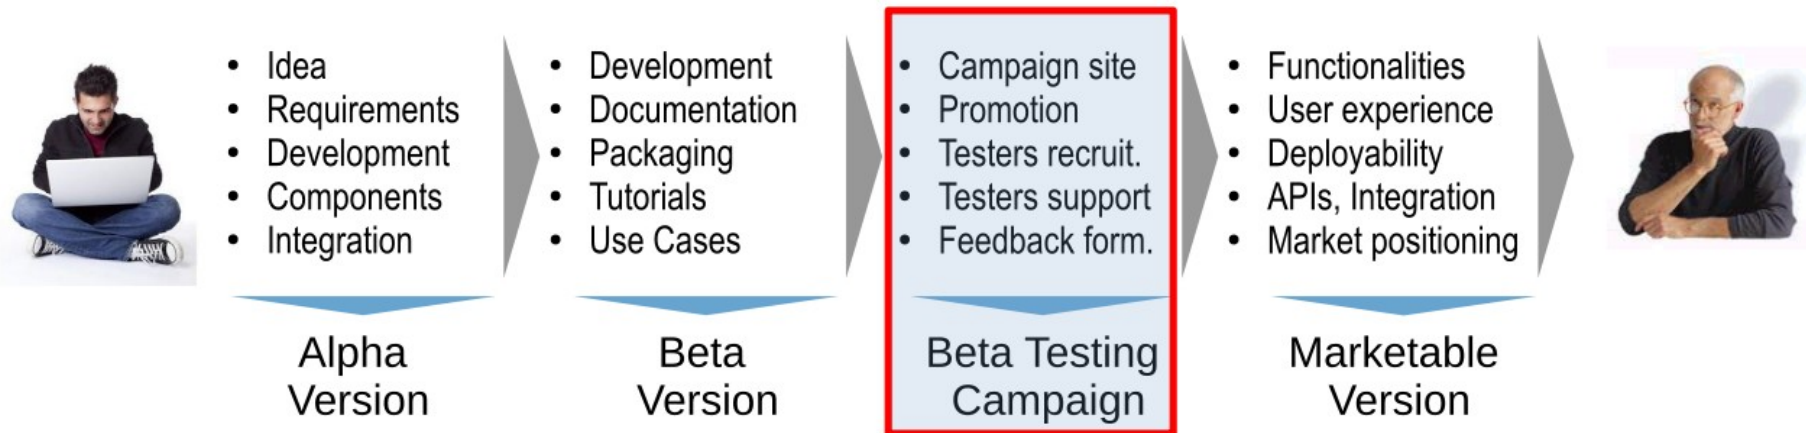 • Idea
• Requirements
• Development
• Components
• Integration
Alpha
Version
• Development
• Documentation
• Packaging
• Tutorials
• Use Cases
Beta
Version
• Campaign site
• Promotion
• Testers recruit.
• Testers support
• Feedback form.
Beta Testing
Campaign
• Functionalities
• User experience
• Deployability
• APIs, Integration
• Market positioning
Marketable
Version